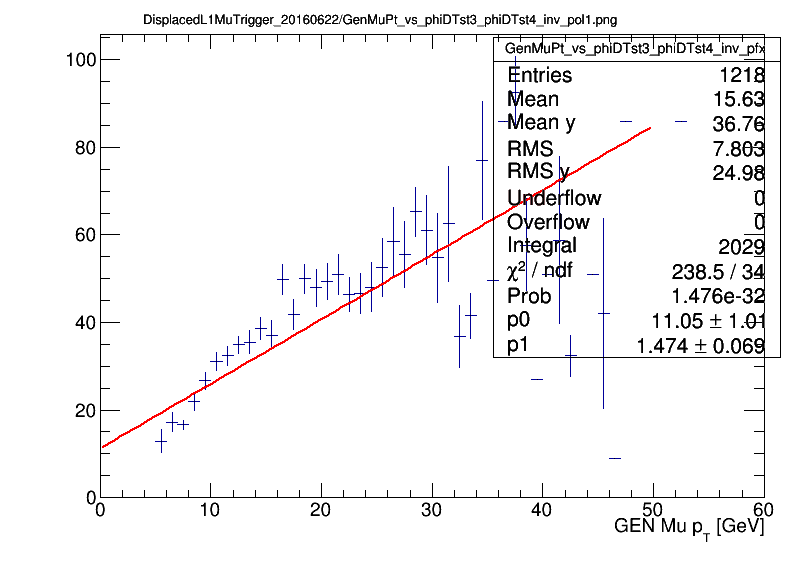 DisplacedL1MuTrigger_20160622/GenMuPt_vs_phiDTst3_phiDTst4_inv_pol1.png
GenMuPt_vs_phiDTst3_phiDTst4_inv_pfx
Entries 1218
Mean 15.63
Mean y 36.76
RMS 7.803
RMS y 24.98
Underflow 0
Overflow 0
Integral 2029
χ² / ndf 238.5 / 34
Prob 1.476e-32
p0 11.05 ± 1.01
p1 1.474 ± 0.069
100
80
60
40
20
0
0 10 20 30 40 50 60
GEN Mu p_T [GeV]